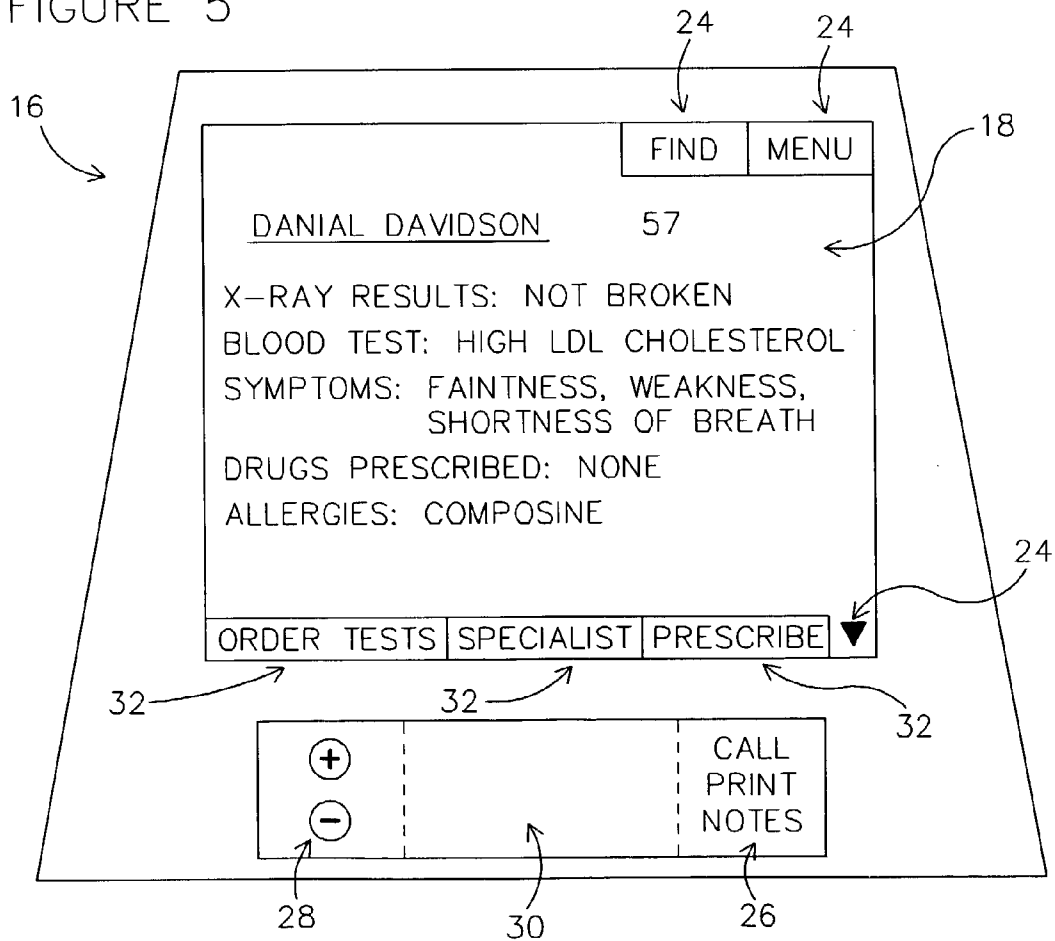 FIGURE 5
24 24
16
FIND MENU
18
DANIAL DAVIDSON 57
X-RAY RESULTS: NOT BROKEN
BLOOD TEST: HIGH LDL CHOLESTEROL
SYMPTOMS: FAINTNESS, WEAKNESS,
SHORTNESS OF BREATH
DRUGS PRESCRIBED: NONE
ALLERGIES: COMPOSINE
24
ORDER TESTS SPECIALIST PRESCRIBE ▼
32 32 32
+
−
CALL
PRINT
NOTES
28 30 26